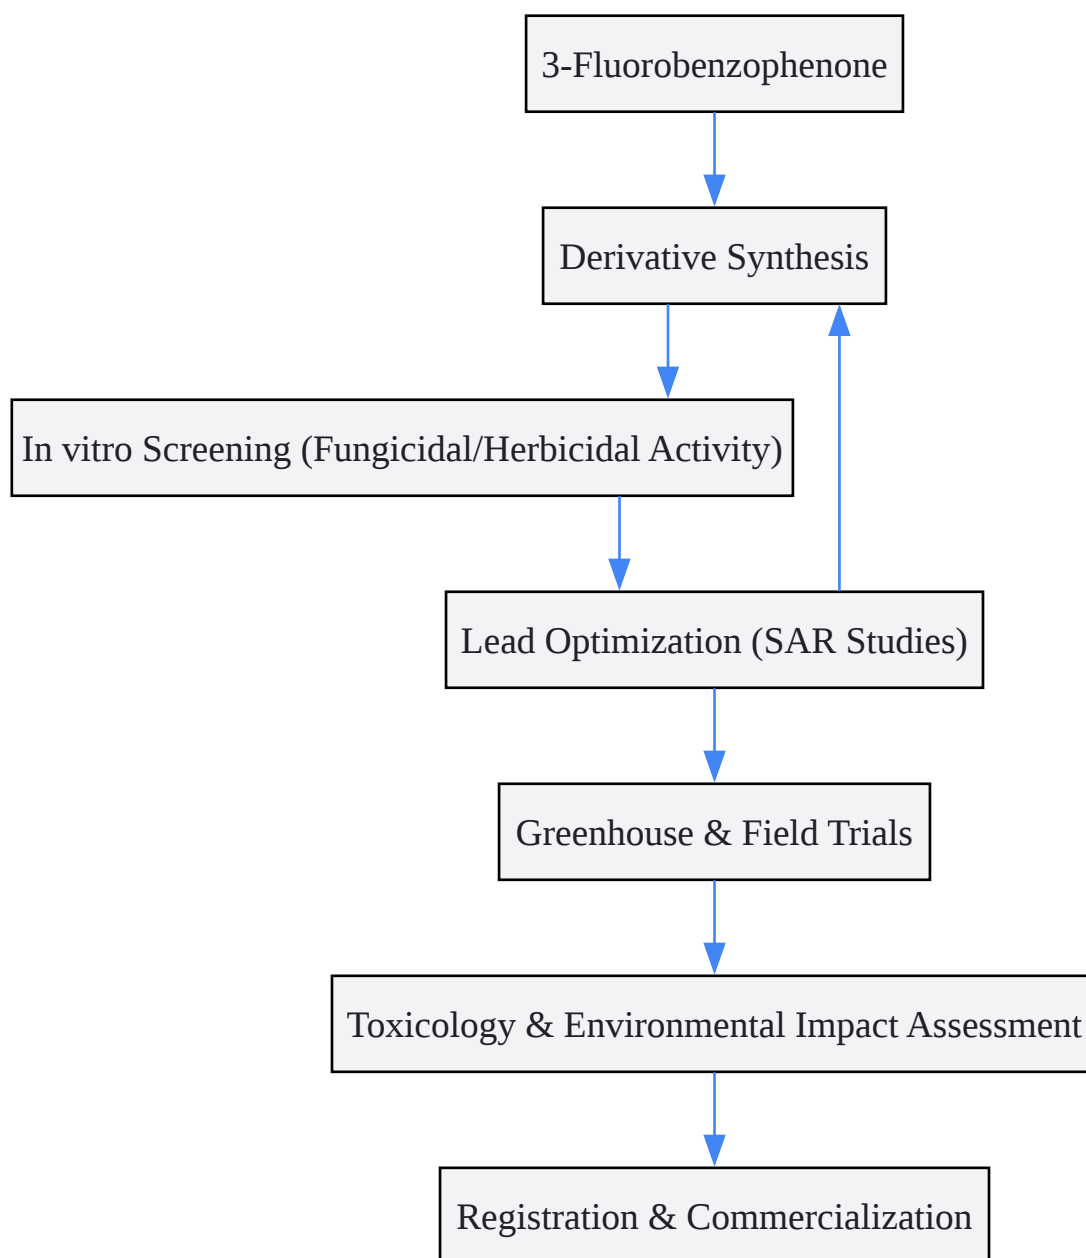 3-Fluorobenzophenone
Derivative Synthesis
In vitro Screening (Fungicidal/Herbicidal Activity)
Lead Optimization (SAR Studies)
Greenhouse & Field Trials
Toxicology & Environmental Impact Assessment
Registration & Commercialization